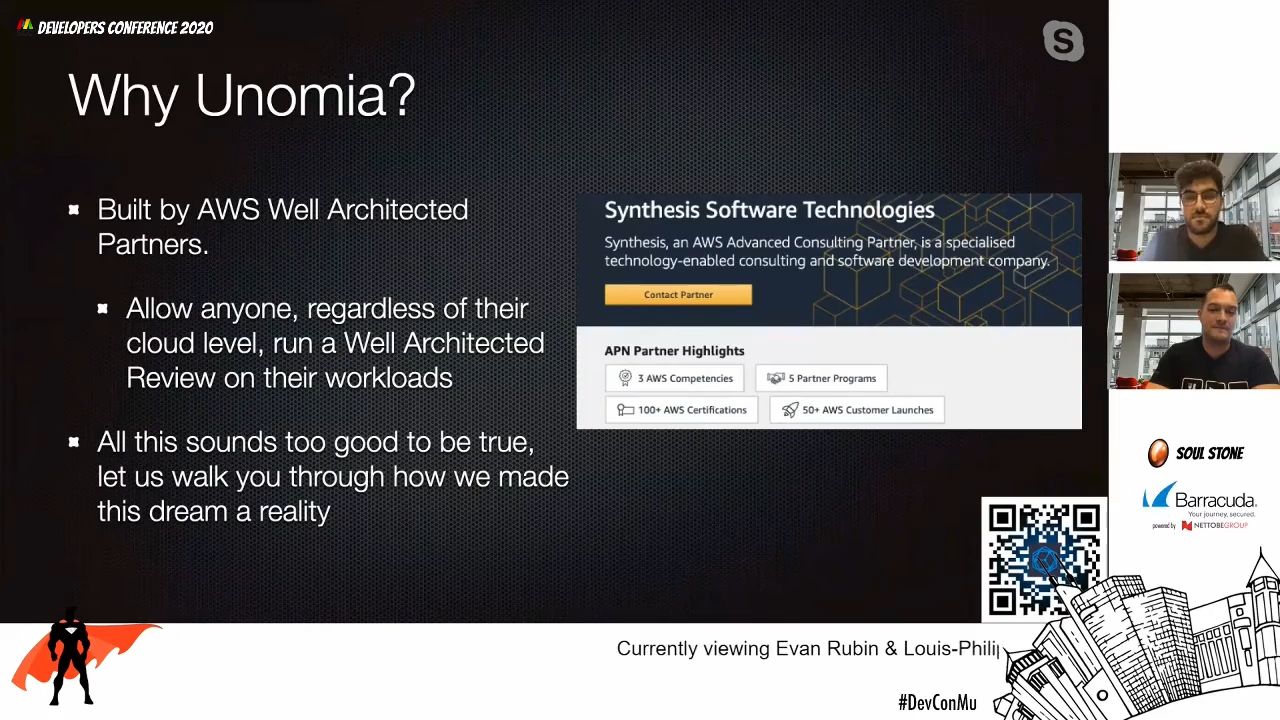 DEVELOPERS CONFERENCE 2020
S
Why Unomia?
Built by AWS Well Architected
Partners.
Allow anyone, regardless of their
cloud level, run a Well Architected
Review on their workloads
All this sounds too good to be true,
let us walk you through how we made
this dream a reality
Synthesis Software Technologies
Synthesis, an AWS Advanced Consulting Partner, is a specialised
technology-enabled consulting and software development company.
Contact Partner
APN Partner Highlights
3 AWS Competencies
5 Partner Programs
100+ AWS Certifications
50+ AWS Customer Launches
SOUL STONE
Barracuda.
Your journey, secured.
powered by NETTOBEGROUP
Currently viewing Evan Rubin & Louis-Philip
#DevConMu